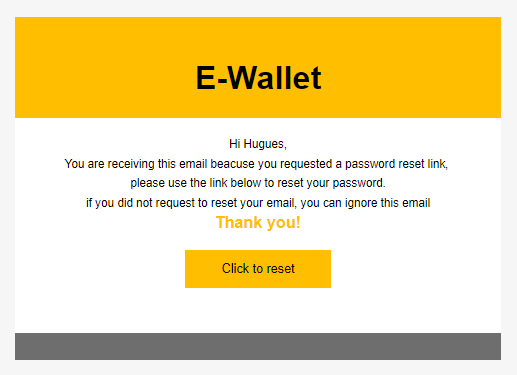 E-Wallet
Hi Hugues,
You are receiving this email beacuse you requested a password reset link,
please use the link below to reset your password.
if you did not request to reset your email, you can ignore this email
Thank you!
Click to reset